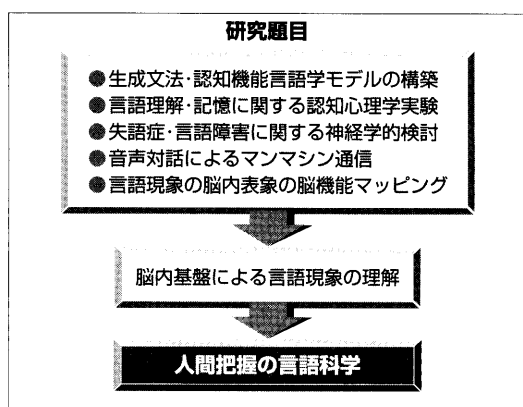 研究題目
●生成文法・認知機能言語学モデルの構築
●言語理解・記憶に関する認知心理学実験
●失語症・言語障害に関する神経学的検討
●音声対話によるマンマシン通信
●言語現象の脳内表象の脳機能マッピング
脳内基盤による言語現象の理解
人間把握の言語科学